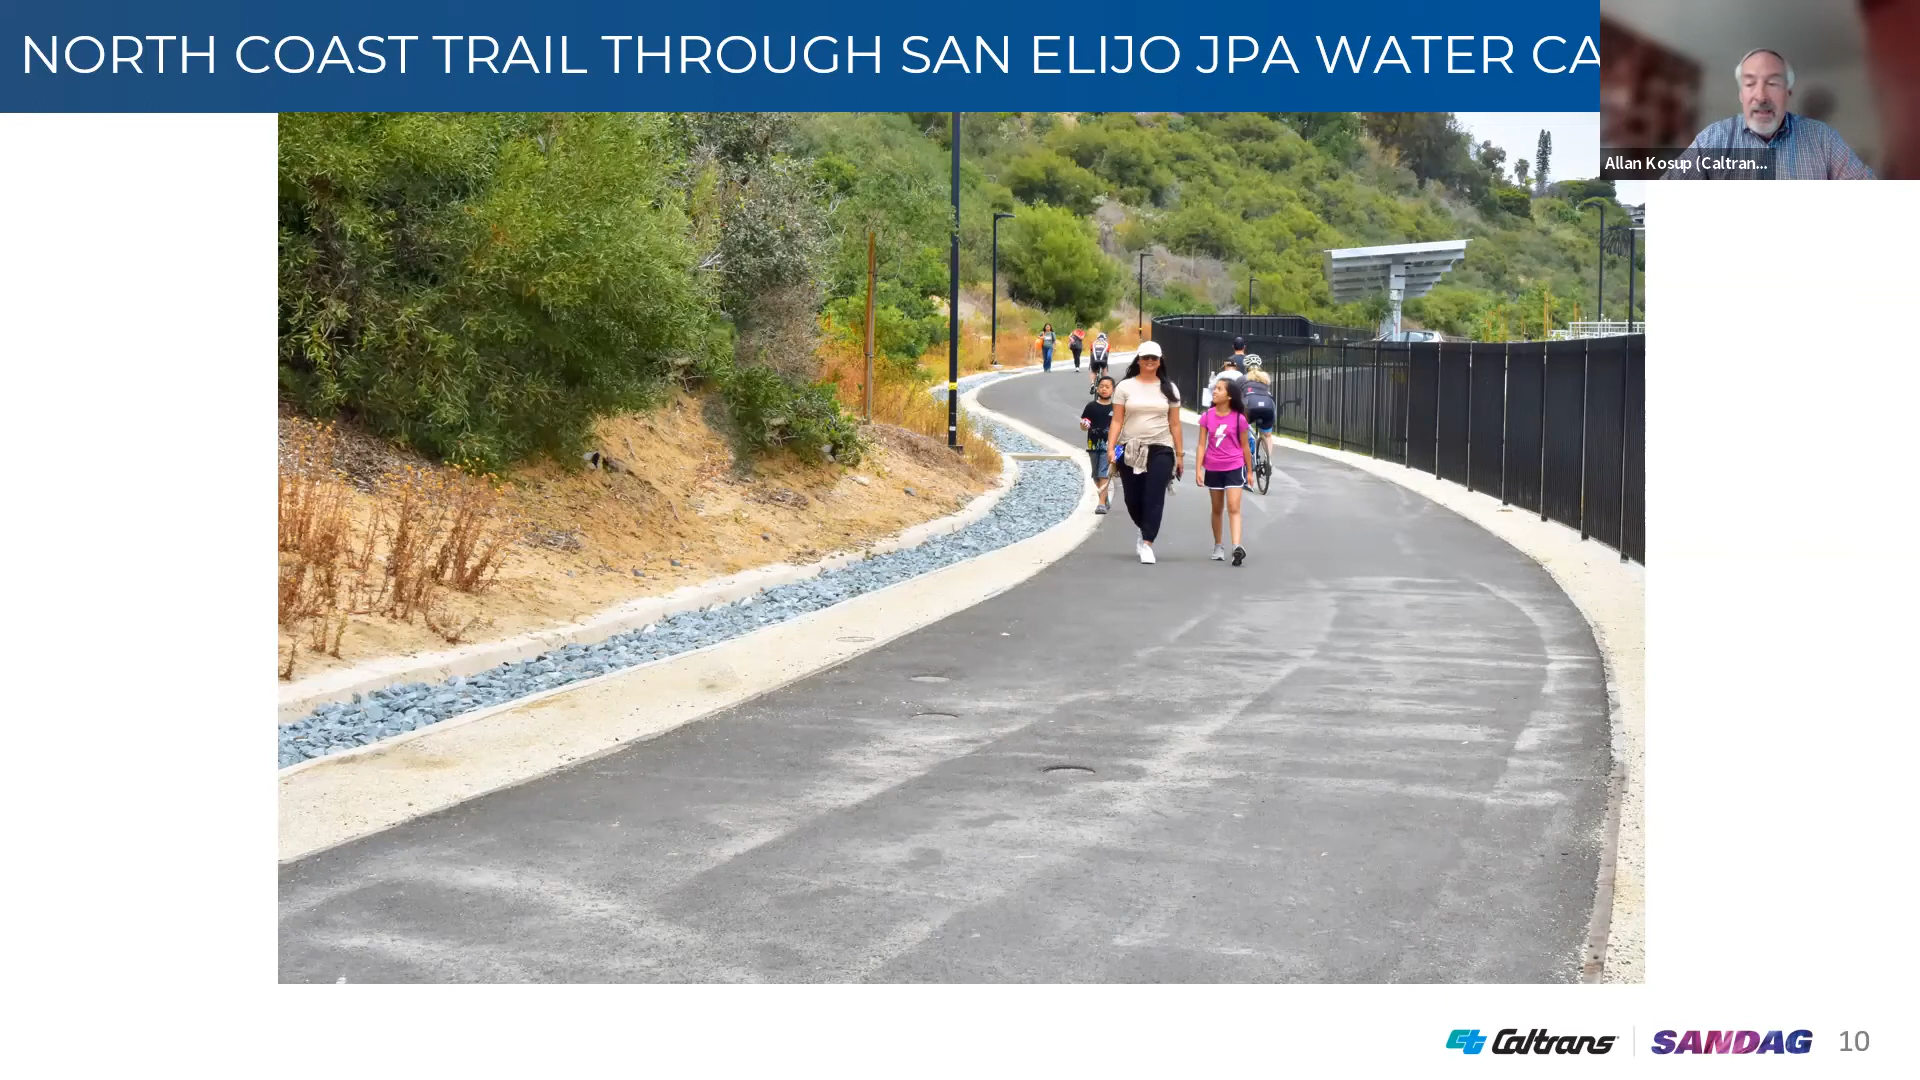 NORTH COAST TRAIL THROUGH SAN ELIJO JPA WATER CA
Allan Kosup (Caltran...
Caltrans
SANDAG
10